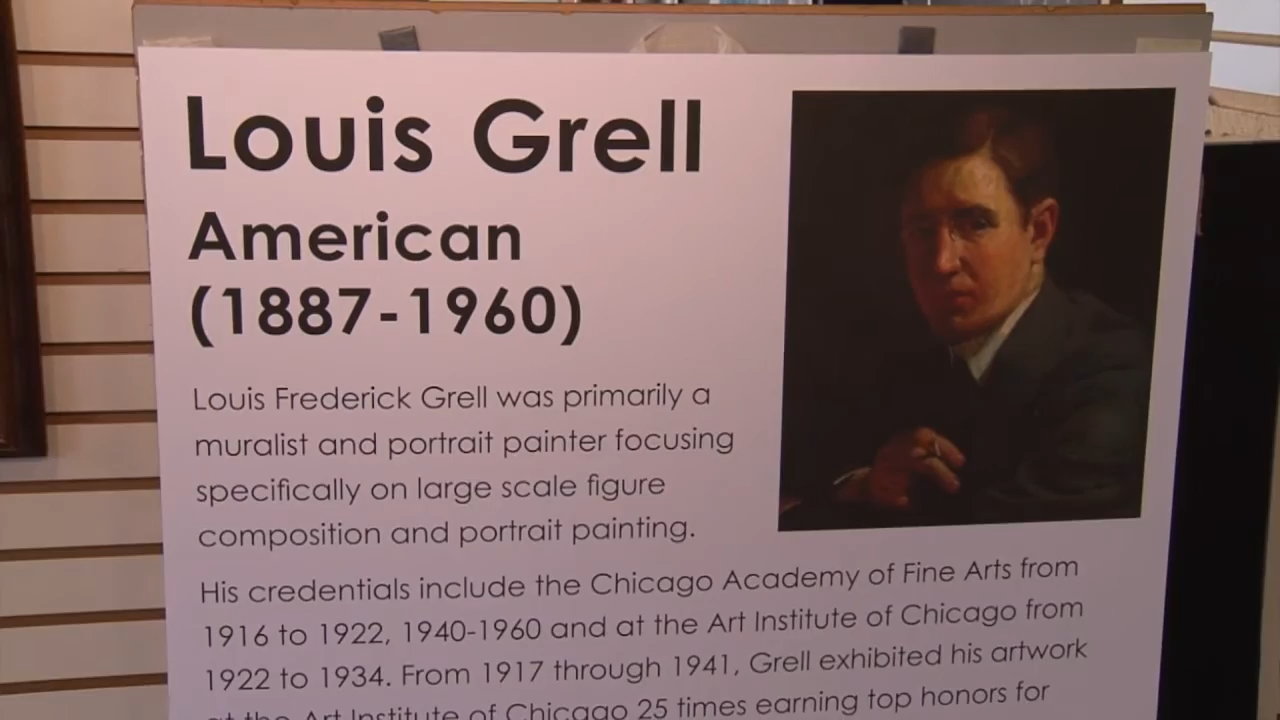 Louis Grell
American
(1887-1960)
Louis Frederick Grell was primarily a
muralist and portrait painter focusing
specifically on large scale figure
composition and portrait painting.
His credentials include the Chicago Academy of Fine Arts from
1916 to 1922, 1940-1960 and at the Art Institute of Chicago from
1922 to 1934. From 1917 through 1941, Grell exhibited his artwork
at the Art Institute of Chicago 25 times earning top honors for